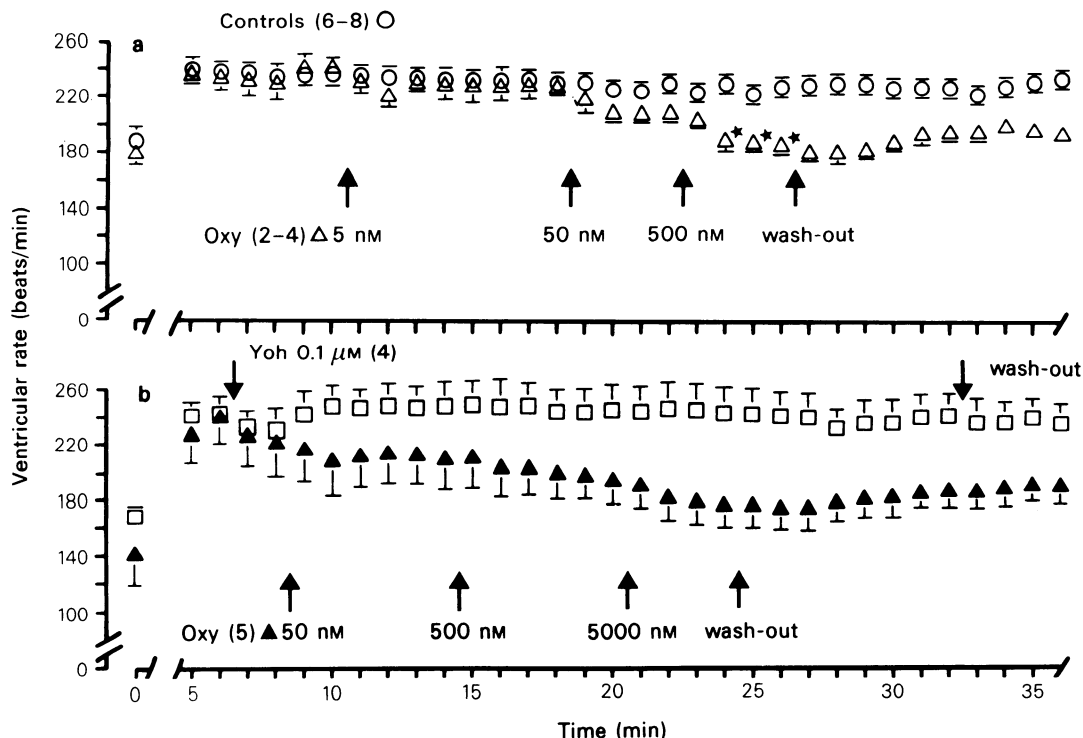 Controls (6–8) ○
a
260
220
180
140
100
0
Oxy (2–4) △ 5 nM
50 nM
500 nM
wash-out
Ventricular rate (beats/min)
Yoh 0.1 μM (4)
wash-out
b
260
220
180
140
100
0
Oxy (5) ▲ 50 nM
500 nM
5000 nM
wash-out
0 5 10 15 20 25 30 35
Time (min)